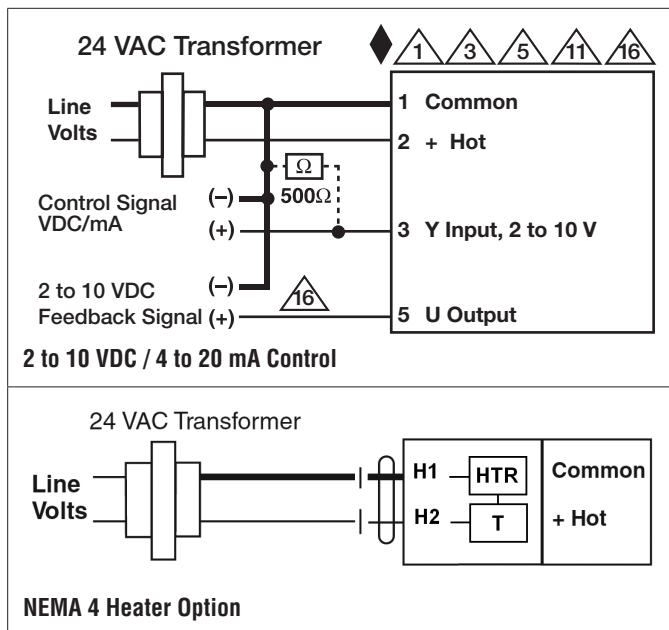 24 VAC Transformer
1 3 5 11 16
Line
Volts
1 Common
2 + Hot
Ω
500Ω
Control Signal
VDC/mA
(–)
(+)
3 Y Input, 2 to 10 V
2 to 10 VDC
Feedback Signal
(–)
(+)
16
5 U Output
2 to 10 VDC / 4 to 20 mA Control
24 VAC Transformer
Line
Volts
H1
HTR
Common
H2
T
+ Hot
NEMA 4 Heater Option